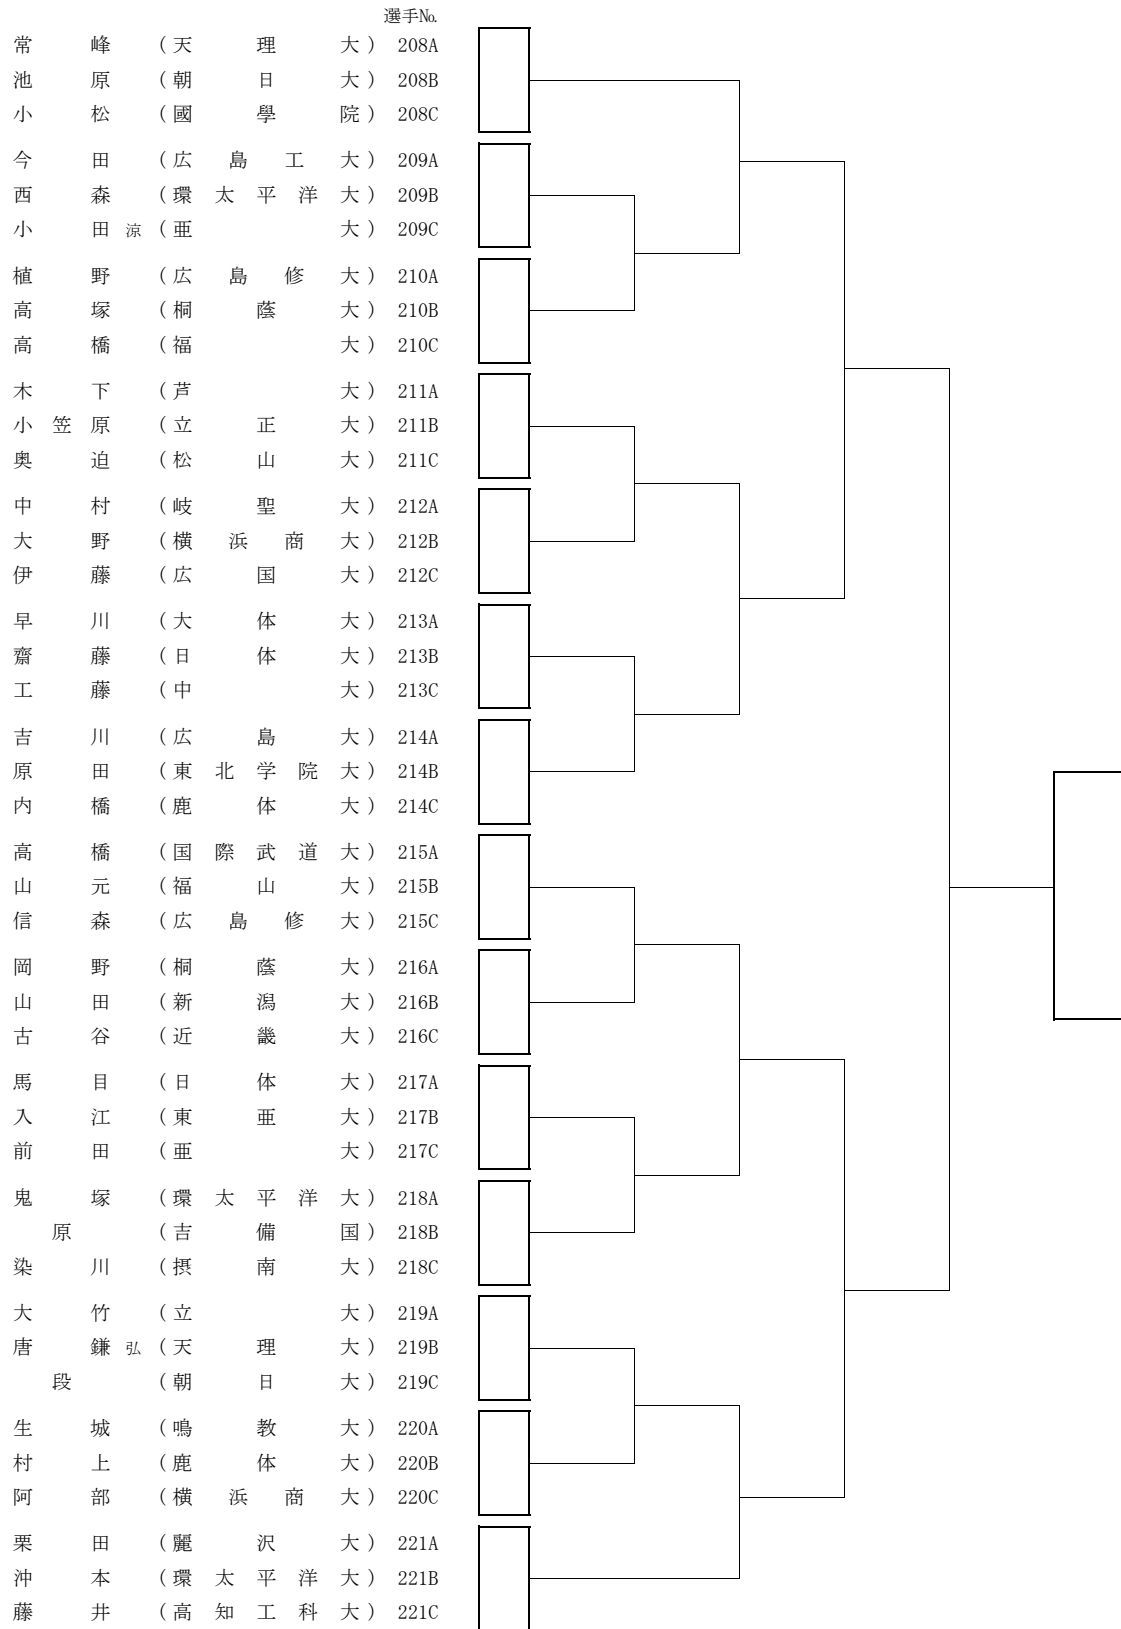 選手№
常峰（天理大）208A
池原（朝日大）208B
小松（國學院）208C
今田（広島工大）209A
西森（環太平洋大）209B
小田涼（亜大）209C
植野（広島修大）210A
高塚（桐蔭大）210B
高橋（福大）210C
木下（芦大）211A
小笠原（立正大）211B
奥迫（松山大）211C
中村（岐聖大）212A
大野（横浜商大）212B
伊藤（広国大）212C
早川（大体大）213A
齋藤（日体大）213B
工藤（中大）213C
吉川（広島大）214A
原田（東北学院大）214B
内橋（鹿体大）214C
高橋（国際武道大）215A
山元（福山大）215B
信森（広島修大）215C
岡野（桐蔭大）216A
山田（新潟大）216B
古谷（近畿大）216C
馬目（日体大）217A
入江（東亜大）217B
前田（亜大）217C
鬼塚（環太平洋大）218A
原（吉備国）218B
染川（摂南大）218C
大竹（立大）219A
唐鎌弘（天理大）219B
段（朝日大）219C
生城（鳴教大）220A
村上（鹿体大）220B
阿部（横浜商大）220C
栗田（麗沢大）221A
沖本（環太平洋大）221B
藤井（高知工科大）221C